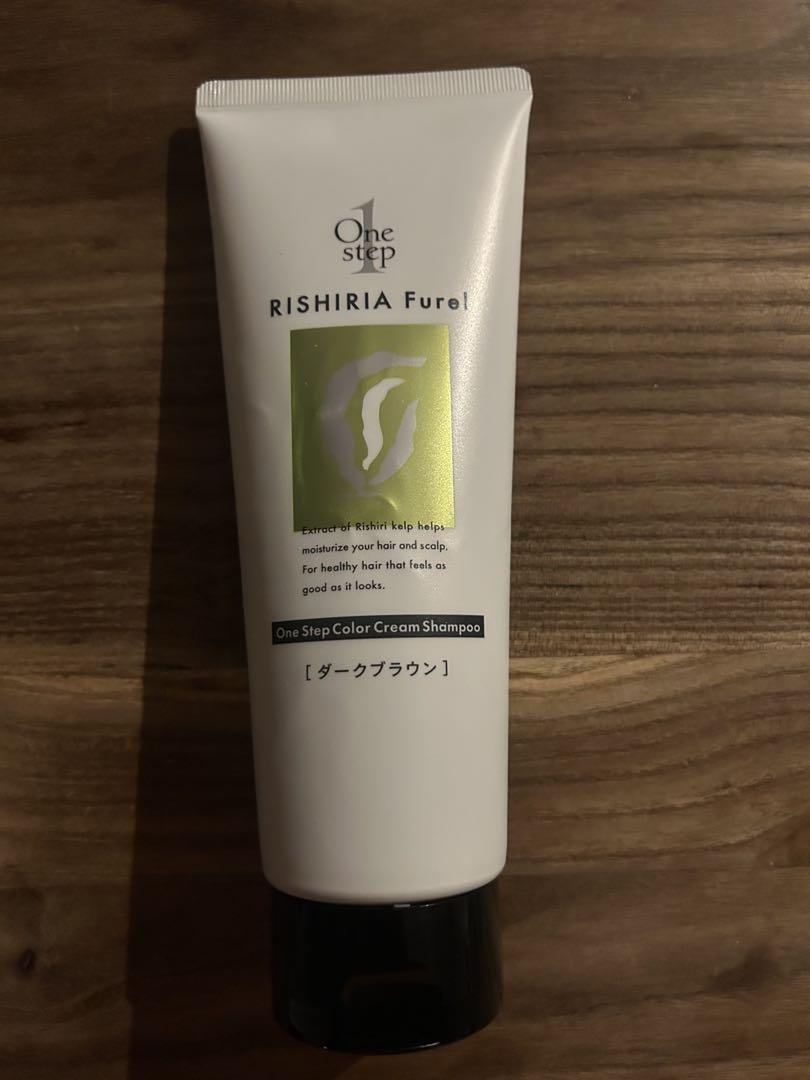 1
One
step
RISHIRIA Furel
Extract of Rishiri kelp helps
moisturize your hair and scalp,
For healthy hair that feels as
good as it looks.
One Step Color Cream Shampoo
[ダークブラウン]